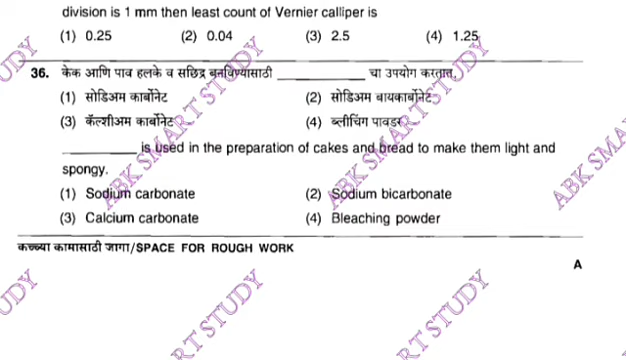 division is 1 mm then least count of Vernier calliper is
(1) 0.25 (2) 0.04 (3) 2.5 (4) 1.25
36. केक आणि पाव हलके व सछिद्र बनविण्यासाठी __________ चा उपयोग करतात.
(1) सोडिअम कार्बोनेट (2) सोडिअम बायकार्बोनेट
(3) कॅल्शीअम कार्बोनेट (4) ब्लीचिंग पावडर
__________ is used in the preparation of cakes and bread to make them light and
spongy.
(1) Sodium carbonate (2) Sodium bicarbonate
(3) Calcium carbonate (4) Bleaching powder
कच्च्या कामासाठी जागा/SPACE FOR ROUGH WORK
A
ABK SMART STUDY